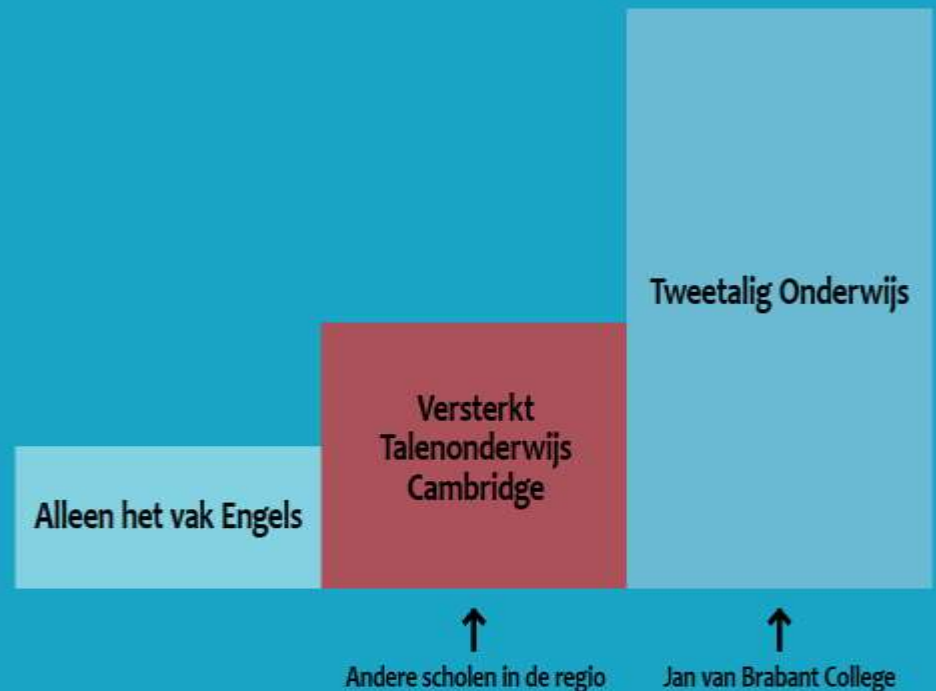 Tweetalig Onderwijs
Versterkt
Talenonderwijs
Cambridge
Alleen het vak Engels
Andere scholen in de regio
Jan van Brabant College